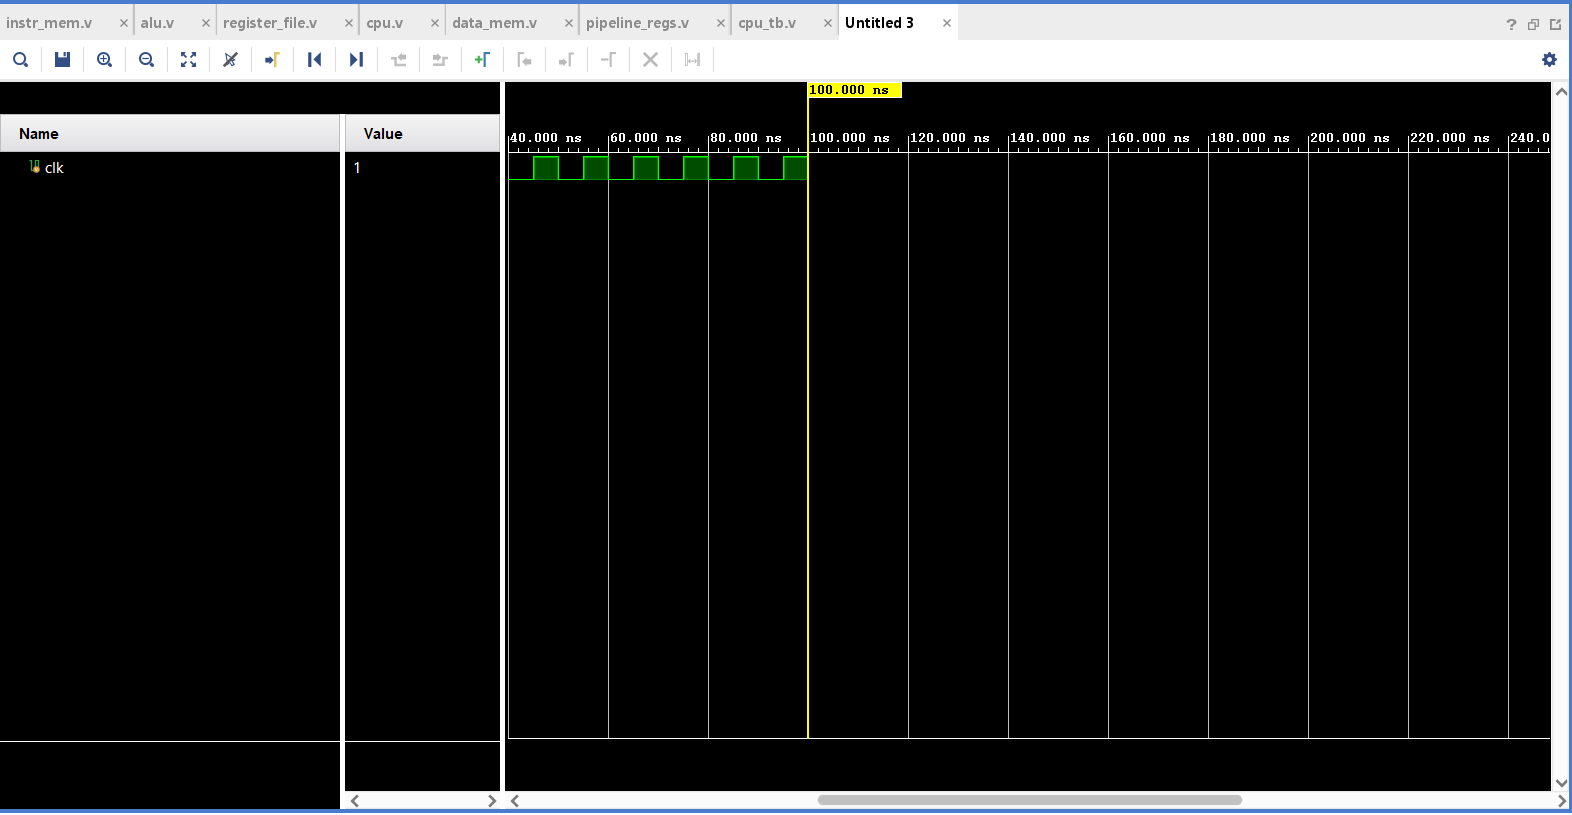 instr_mem.v × alu.v × register_file.v × cpu.v × data_mem.v × pipeline_regs.v × cpu_tb.v × Untitled 3 × ?
100.000 ns
Name Value 40.000 ns 60.000 ns 80.000 ns 100.000 ns 120.000 ns 140.000 ns 160.000 ns 180.000 ns 200.000 ns 220.000 ns 240.0
clk 1